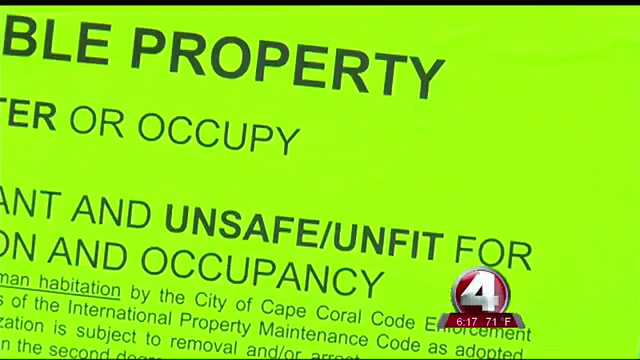 BLE PROPERTY
TER OR OCCUPY
ANT AND UNSAFE/UNFIT FOR
ON AND OCCUPANCY
man habitation by the City of Cape Coral Code Enforcement
s of the International Property Maintenance Code as adopted
zation is subject to removal and/or arrest
n the second
4
6:17 71°F